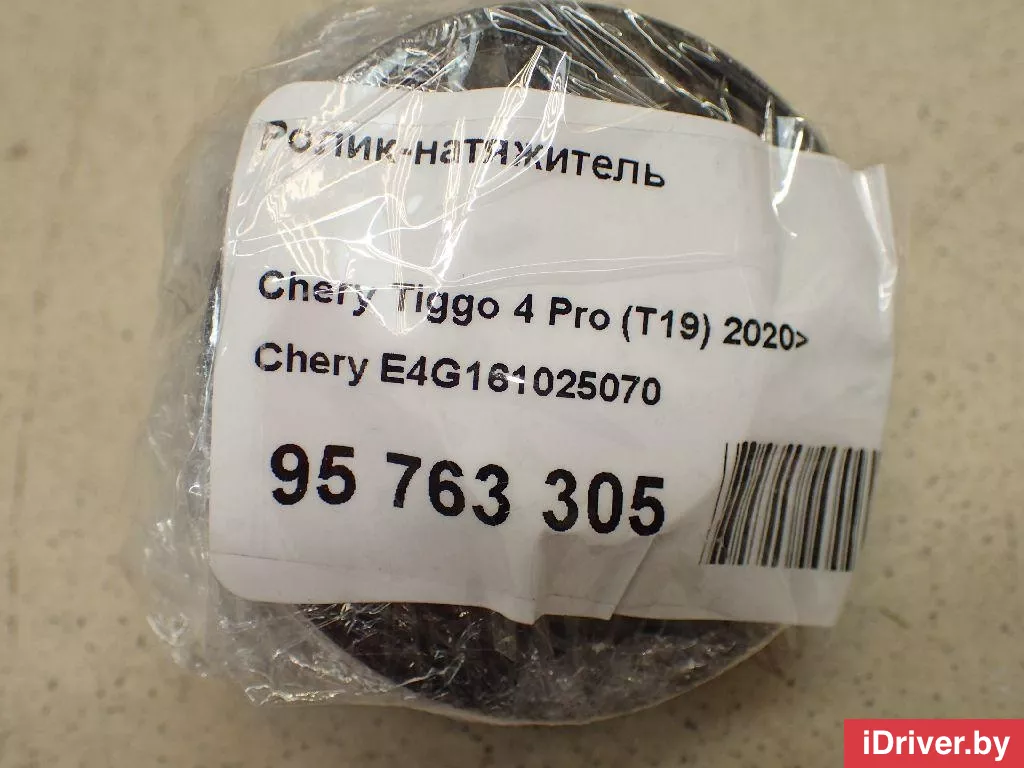 Ролик-натяжитель
Chery Tiggo 4 Pro (T19) 2020>
Chery E4G161025070
95 763 305
iDriver.by